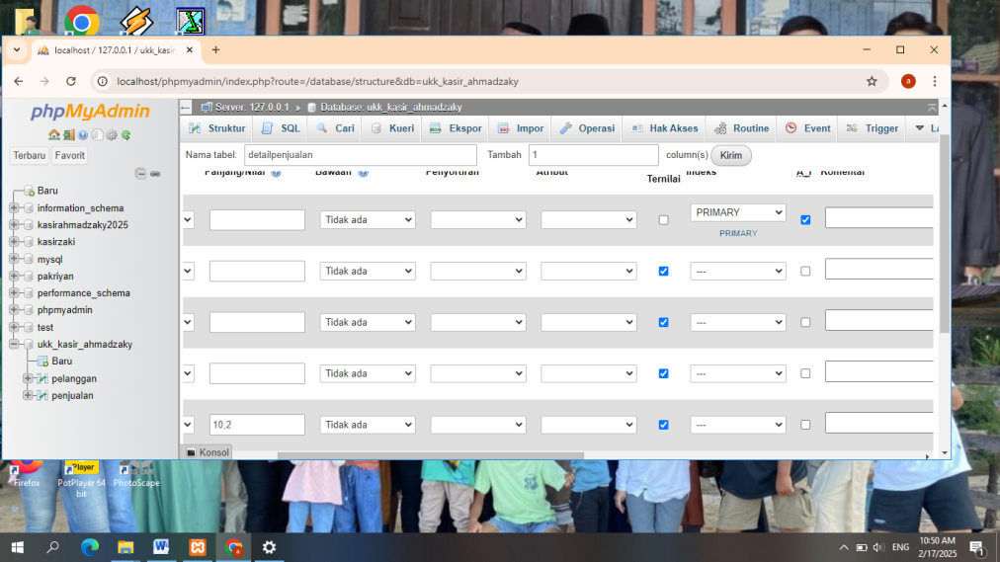 localhost / 127.0.0.1 / ukk_kasir
localhost/phpmyadmin/index.php?route=/database/structure&db=ukk_kasir_ahmadzaky
a
phpMyAdmin
Terbaru Favorit
Baru
information_schema
kasirahmadzaky2025
kasirzaki
mysql
pakriyan
performance_schema
phpmyadmin
test
ukk_kasir_ahmadzaky
Baru
pelanggan
penjualan
Server: 127.0.0.1 » Database: ukk_kasir_ahmadzaky
Struktur SQL Cari Kueri Ekspor Impor Operasi Hak Akses Routine Event Trigger
Nama tabel: detailpenjualan Tambah 1 column(s) Kirim
Panjang/Nilai Bawaan Penyortiran Atribut Ternilai Indeks A_I Komentar
Tidak ada PRIMARY
PRIMARY
Tidak ada ---
Tidak ada ---
Tidak ada ---
10,2 Tidak ada ---
Konsol
Firefox
PotPlayer 64 bit
PhotoScape
ENG
10:50 AM
2/17/2025
1